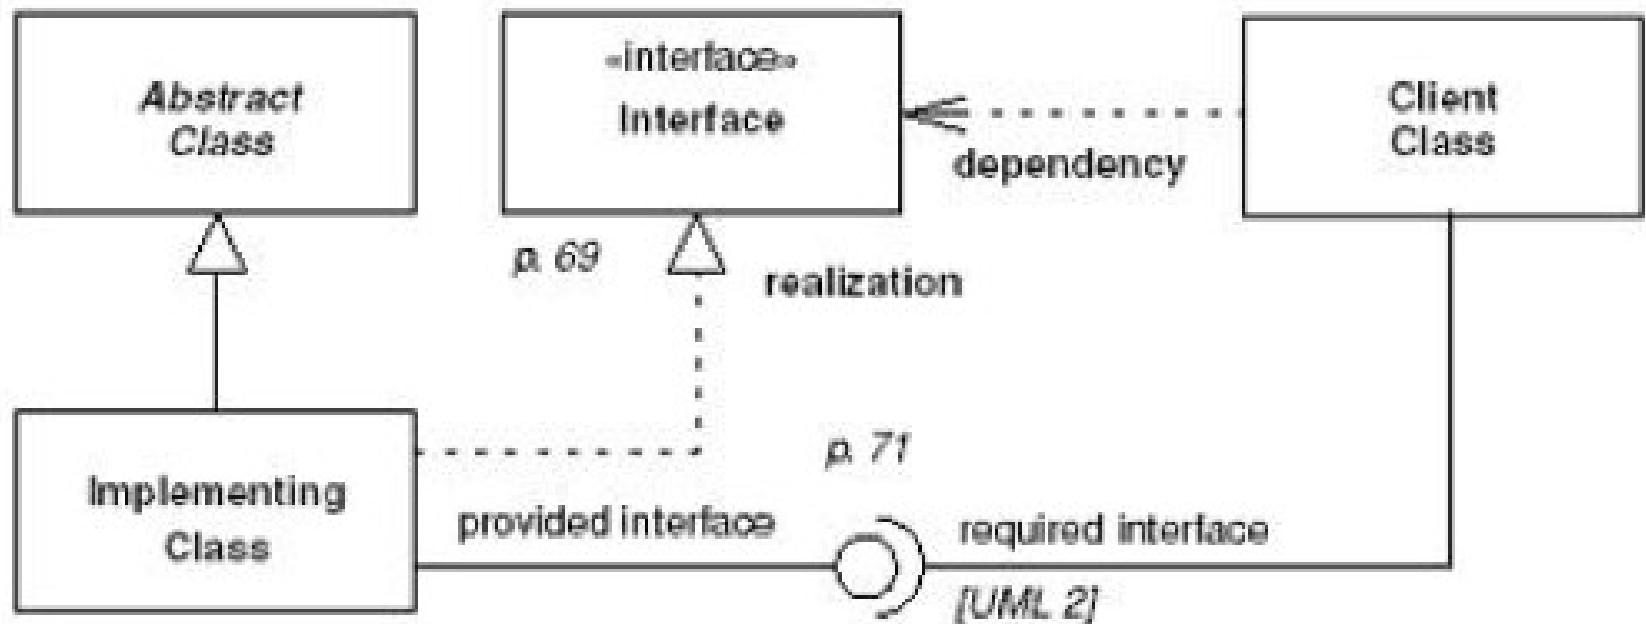 Abstract
Class
«interface»
Interface
Client
Class
dependency
p. 69
realization
p. 71
Implementing
Class
provided interface
required interface
[UML 2]